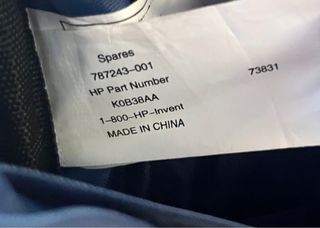 Spares
787243-001
HP Part Number
K0B38AA
1-800-HP-Invent
MADE IN CHINA
73831